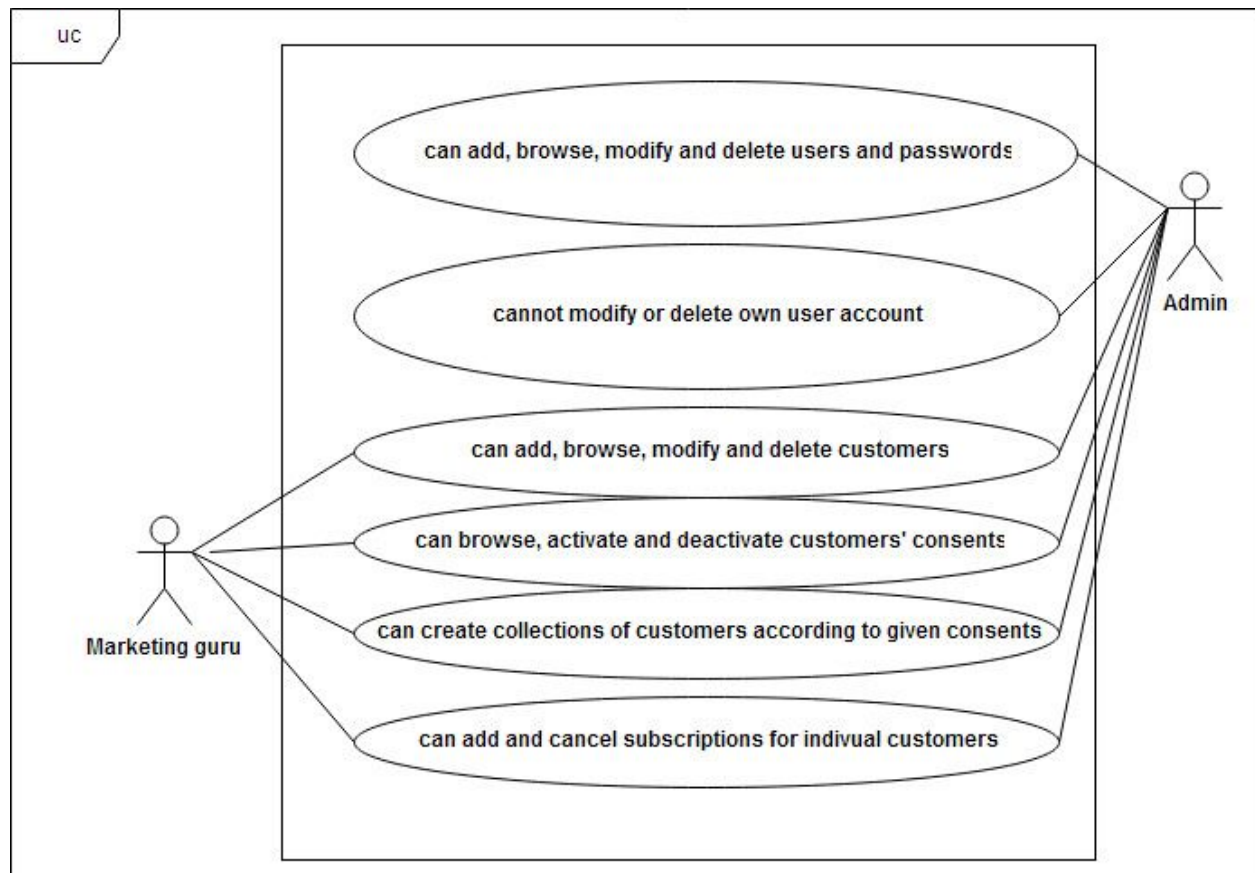 uc
can add, browse, modify and delete users and passwords
cannot modify or delete own user account
Admin
can add, browse, modify and delete customers
can browse, activate and deactivate customers' consents
Marketing guru
can create collections of customers according to given consents
can add and cancel subscriptions for indivual customers